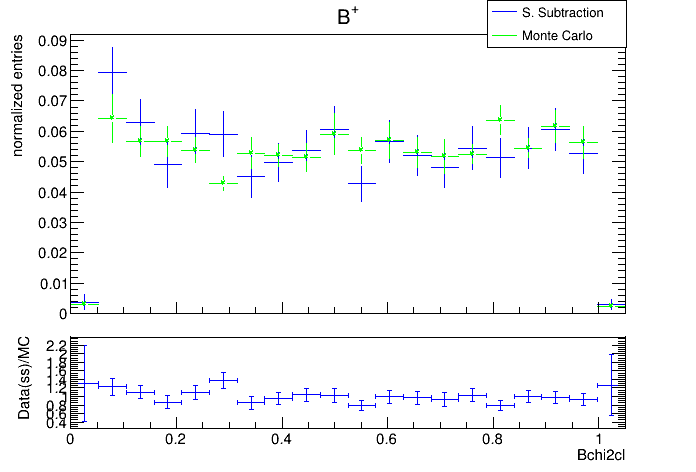 B+
S. Subtraction
Monte Carlo
normalized entries
0.09
0.08
0.07
0.06
0.05
0.04
0.03
0.02
0.01
0
Data(ss)/MC
2.2
2
1.8
1.6
1.4
1.2
1
0.8
0.6
0.4
0 0.2 0.4 0.6 0.8 1
Bchi2cl